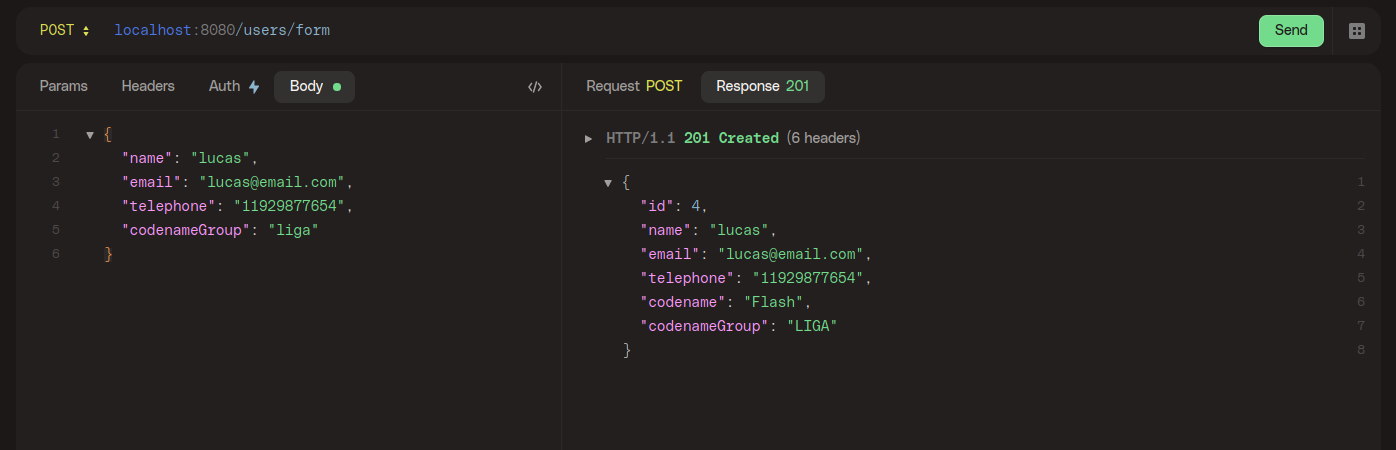 POST localhost:8080/users/form Send
Params Headers Auth Body
Request POST Response 201
1 {
2 "name": "lucas",
3 "email": "lucas@email.com",
4 "telephone": "11929877654",
5 "codenameGroup": "liga"
6 }
HTTP/1.1 201 Created (6 headers)
{ 1
"id": 4, 2
"name": "lucas", 3
"email": "lucas@email.com", 4
"telephone": "11929877654", 5
"codename": "Flash", 6
"codenameGroup": "LIGA" 7
} 8